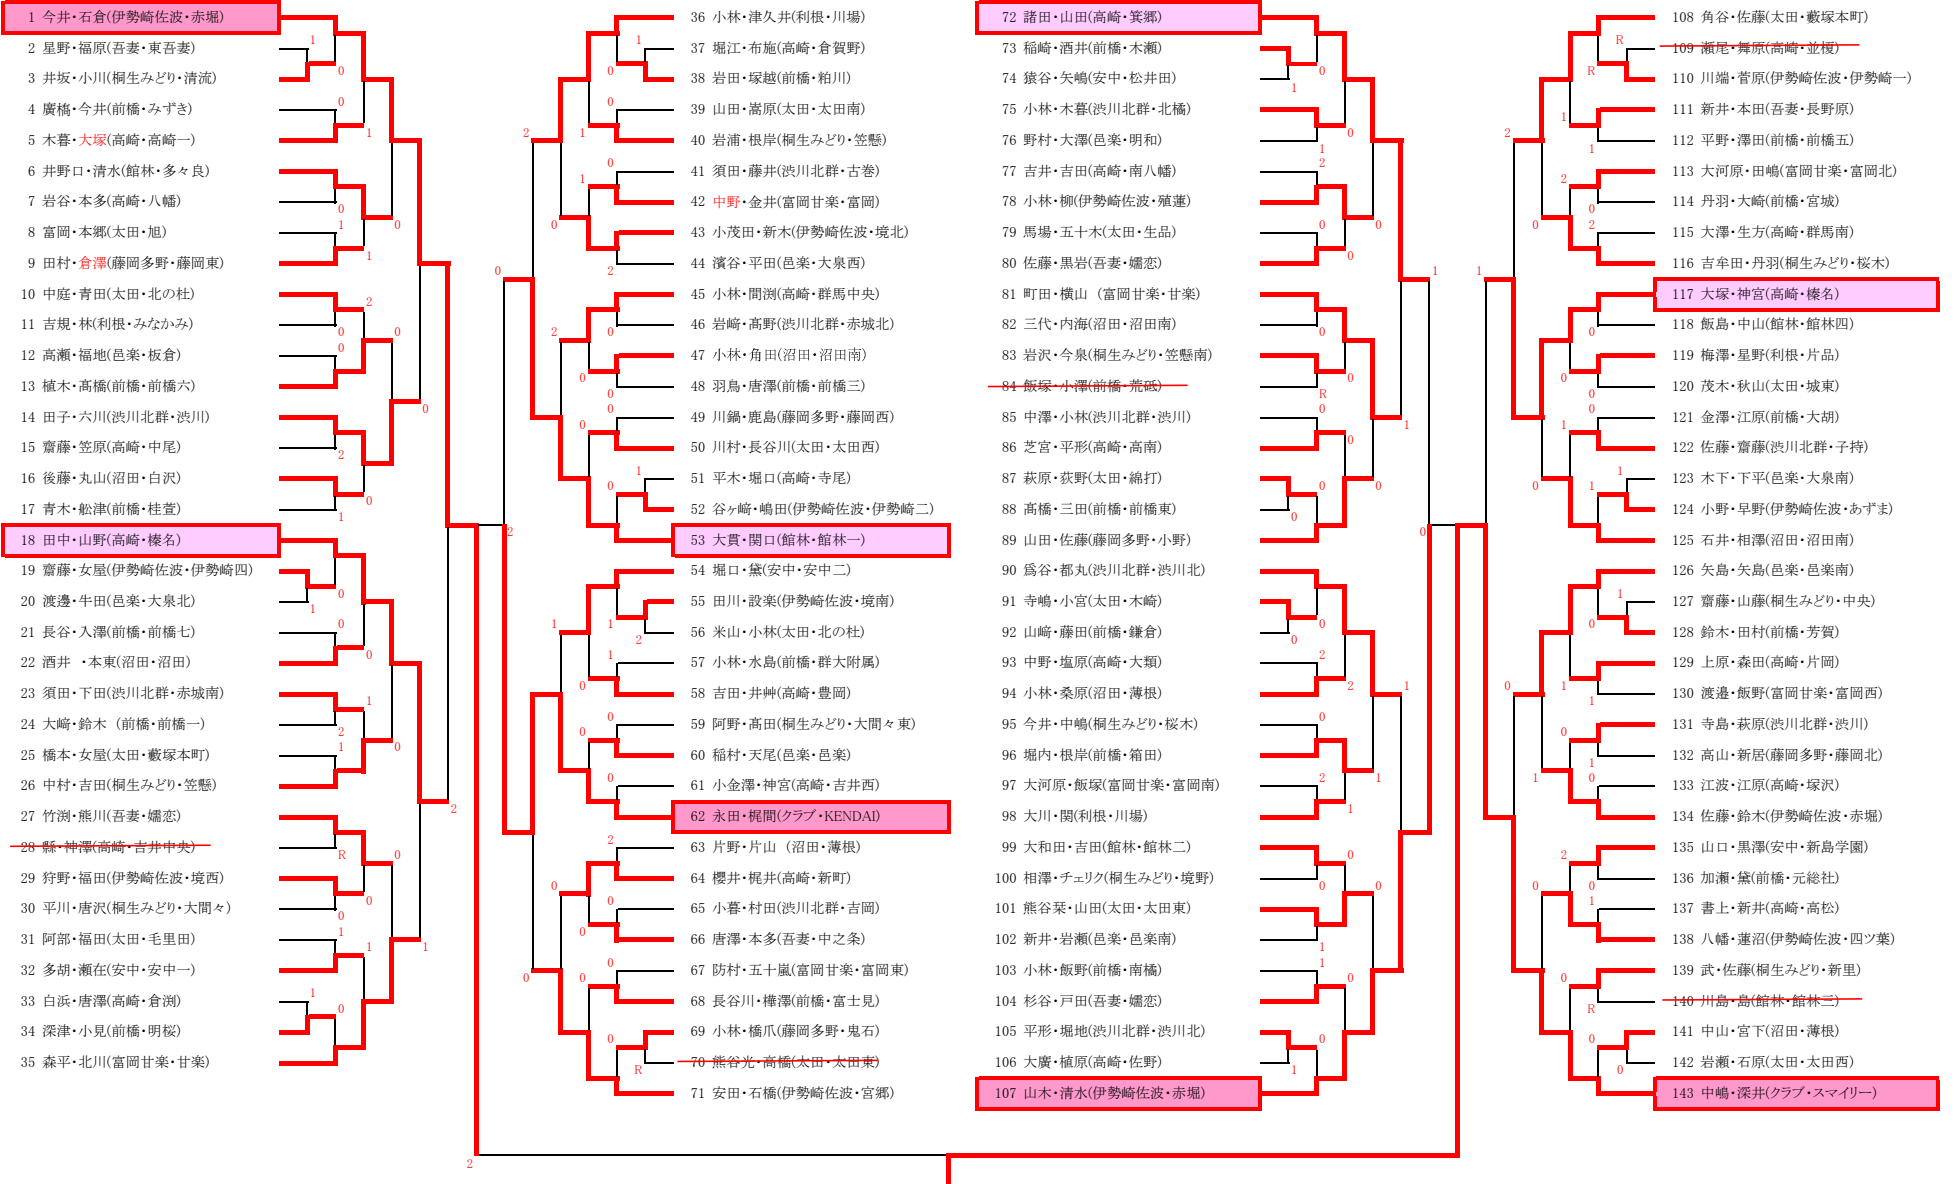 1 今井・石倉(伊勢崎佐波・赤堀)
2 星野・福原(吾妻・東吾妻)
3 井坂・小川(桐生みどり・清流)
4 廣橋・今井(前橋・みずき)
5 木暮・大塚(高崎・高崎一)
6 井野口・清水(館林・多々良)
7 岩谷・本多(高崎・八幡)
8 富岡・本郷(太田・旭)
9 田村・倉澤(藤岡多野・藤岡東)
10 中庭・青田(太田・北の杜)
11 吉規・林(利根・みなかみ)
12 高瀬・福地(邑楽・板倉)
13 植木・髙橋(前橋・前橋六)
14 田子・六川(渋川北群・渋川)
15 齋藤・笠原(高崎・中尾)
16 後藤・丸山(沼田・白沢)
17 青木・舩津(前橋・桂萱)
18 田中・山野(高崎・榛名)
19 齋藤・女屋(伊勢崎佐波・伊勢崎四)
20 渡邊・牛田(邑楽・大泉北)
21 長谷・入澤(前橋・前橋七)
22 酒井 ・本東(沼田・沼田)
23 須田・下田(渋川北群・赤城南)
24 大﨑・鈴木 (前橋・前橋一)
25 橋本・女屋(太田・藪塚本町)
26 中村・吉田(桐生みどり・笠懸)
27 竹渕・熊川(吾妻・嬬恋)
28 縣・神澤(高崎・吉井中央)
29 狩野・福田(伊勢崎佐波・境西)
30 平川・唐沢(桐生みどり・大間々)
31 阿部・福田(太田・毛里田)
32 多胡・瀬在(安中・安中一)
33 白浜・唐澤(高崎・倉渕)
34 深津・小見(前橋・明桜)
35 森平・北川(富岡甘楽・甘楽)
36 小林・津久井(利根・川場)
37 堀江・布施(高崎・倉賀野)
38 岩田・塚越(前橋・粕川)
39 山田・嵩原(太田・太田南)
40 岩浦・根岸(桐生みどり・笠懸)
41 須田・藤井(渋川北群・古巻)
42 中野・金井(富岡甘楽・富岡)
43 小茂田・新木(伊勢崎佐波・境北)
44 濱谷・平田(邑楽・大泉西)
45 小林・間渕(高崎・群馬中央)
46 岩﨑・髙野(渋川北群・赤城北)
47 小林・角田(沼田・沼田南)
48 羽鳥・唐澤(前橋・前橋三)
49 川鍋・鹿島(藤岡多野・藤岡西)
50 川村・長谷川(太田・太田西)
51 平木・堀口(高崎・寺尾)
52 谷ヶ﨑・嶋田(伊勢崎佐波・伊勢崎二)
53 大貫・関口(館林・館林一)
54 堀口・黛(安中・安中二)
55 田川・設楽(伊勢崎佐波・境南)
56 米山・小林(太田・北の杜)
57 小林・水島(前橋・群大附属)
58 吉田・井艸(高崎・豊岡)
59 阿野・髙田(桐生みどり・大間々東)
60 稲村・天尾(邑楽・邑楽)
61 小金澤・神宮(高崎・吉井西)
62 永田・梶間(クラブ・KENDAI)
63 片野・片山 (沼田・薄根)
64 櫻井・梶井(高崎・新町)
65 小暮・村田(渋川北群・吉岡)
66 唐澤・本多(吾妻・中之条)
67 防村・五十嵐(富岡甘楽・富岡東)
68 長谷川・樺澤(前橋・富士見)
69 小林・橋爪(藤岡多野・鬼石)
70 熊谷光・高橋(太田・太田東)
71 安田・石橋(伊勢崎佐波・宮郷)
72 諸田・山田(高崎・箕郷)
73 稲崎・酒井(前橋・木瀬)
74 猿谷・矢嶋(安中・松井田)
75 小林・木暮(渋川北群・北橘)
76 野村・大澤(邑楽・明和)
77 吉井・吉田(高崎・南八幡)
78 小林・柳(伊勢崎佐波・殖蓮)
79 馬場・五十木(太田・生品)
80 佐藤・黒岩(吾妻・嬬恋)
81 町田・横山 (富岡甘楽・甘楽)
82 三代・内海(沼田・沼田南)
83 岩沢・今泉(桐生みどり・笠懸南)
84 飯塚・小澤(前橋・荒砥)
85 中澤・小林(渋川北群・渋川)
86 芝宮・平形(高崎・高南)
87 萩原・荻野(太田・綿打)
88 髙橋・三田(前橋・前橋東)
89 山田・佐藤(藤岡多野・小野)
90 爲谷・都丸(渋川北群・渋川北)
91 寺嶋・小宮(太田・木崎)
92 山﨑・藤田(前橋・鎌倉)
93 中野・塩原(高崎・大類)
94 小林・桑原(沼田・薄根)
95 今井・中嶋(桐生みどり・桜木)
96 堀内・根岸(前橋・箱田)
97 大河原・飯塚(富岡甘楽・富岡南)
98 大川・関(利根・川場)
99 大和田・吉田(館林・館林二)
100 相澤・チェリク(桐生みどり・境野)
101 熊谷栞・山田(太田・太田東)
102 新井・岩瀬(邑楽・邑楽南)
103 小林・飯野(前橋・南橘)
104 杉谷・戸田(吾妻・嬬恋)
105 平形・堀地(渋川北群・渋川北)
106 大廣・植原(高崎・佐野)
107 山木・清水(伊勢崎佐波・赤堀)
108 角谷・佐藤(太田・藪塚本町)
109 瀬尾・舞原(高崎・並榎)
110 川端・菅原(伊勢崎佐波・伊勢崎一)
111 新井・本田(吾妻・長野原)
112 平野・澤田(前橋・前橋五)
113 大河原・田嶋(富岡甘楽・富岡北)
114 丹羽・大崎(前橋・宮城)
115 大澤・生方(高崎・群馬南)
116 吉牟田・丹羽(桐生みどり・桜木)
117 大塚・神宮(高崎・榛名)
118 飯島・中山(館林・館林四)
119 梅澤・星野(利根・片品)
120 茂木・秋山(太田・城東)
121 金澤・江原(前橋・大胡)
122 佐藤・齋藤(渋川北群・子持)
123 木下・下平(邑楽・大泉南)
124 小野・早野(伊勢崎佐波・あずま)
125 石井・相澤(沼田・沼田南)
126 矢島・矢島(邑楽・邑楽南)
127 齋藤・山藤(桐生みどり・中央)
128 鈴木・田村(前橋・芳賀)
129 上原・森田(高崎・片岡)
130 渡邉・飯野(富岡甘楽・富岡西)
131 寺島・萩原(渋川北群・渋川)
132 高山・新居(藤岡多野・藤岡北)
133 江波・江原(高崎・塚沢)
134 佐藤・鈴木(伊勢崎佐波・赤堀)
135 山口・黒澤(安中・新島学園)
136 加瀬・黛(前橋・元総社)
137 書上・新井(高崎・高松)
138 八幡・蓮沼(伊勢崎佐波・四ツ葉)
139 武・佐藤(桐生みどり・新里)
140 川島・島(館林・館林三)
141 中山・宮下(沼田・薄根)
142 岩瀬・石原(太田・太田西)
143 中嶋・深井(クラブ・スマイリー)